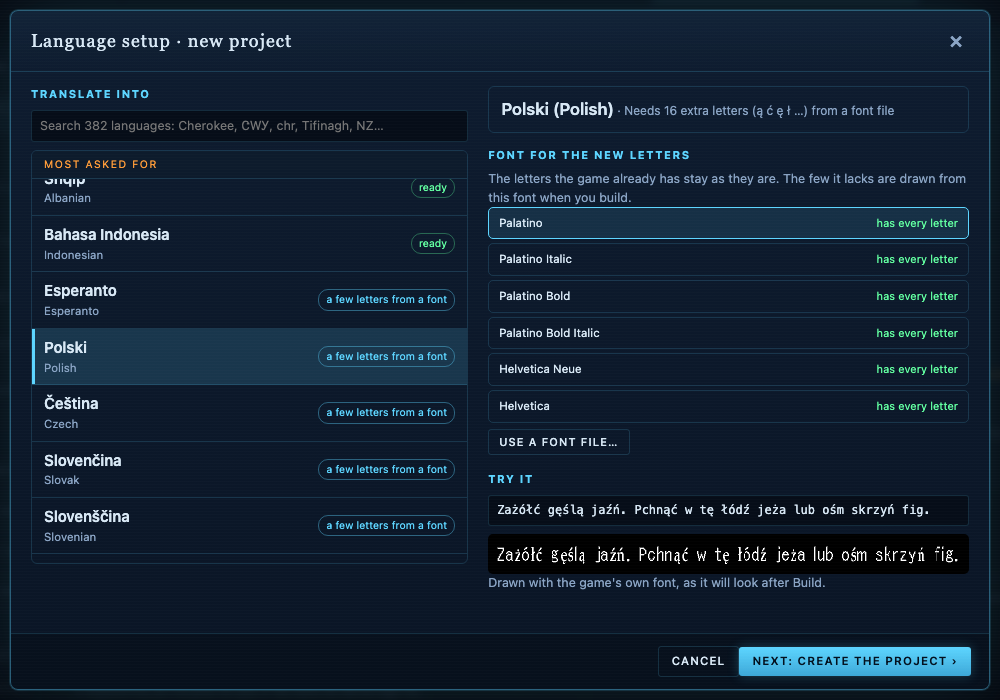 Language setup · new project
×
TRANSLATE INTO
Search 382 languages: Cherokee, ᏣᎳᎩ, chr, Tifinagh, NZ...
MOST ASKED FOR
Shqip
Albanian
ready
Bahasa Indonesia
Indonesian
ready
Esperanto
Esperanto
a few letters from a font
Polski
Polish
a few letters from a font
Čeština
Czech
a few letters from a font
Slovenčina
Slovak
a few letters from a font
Slovenščina
Slovenian
a few letters from a font
Polski (Polish) · Needs 16 extra letters (ą ć ę ł …) from a font file
FONT FOR THE NEW LETTERS
The letters the game already has stay as they are. The few it lacks are drawn from
this font when you build.
Palatino has every letter
Palatino Italic has every letter
Palatino Bold has every letter
Palatino Bold Italic has every letter
Helvetica Neue has every letter
Helvetica has every letter
USE A FONT FILE…
TRY IT
Zażółć gęślą jaźń. Pchnąć w tę łódź jeża lub ośm skrzyń fig.
Zażółć gęślą jaźń. Pchnąć w tę łódź jeża lub ośm skrzyń fig.
Drawn with the game's own font, as it will look after Build.
CANCEL
NEXT: CREATE THE PROJECT ›